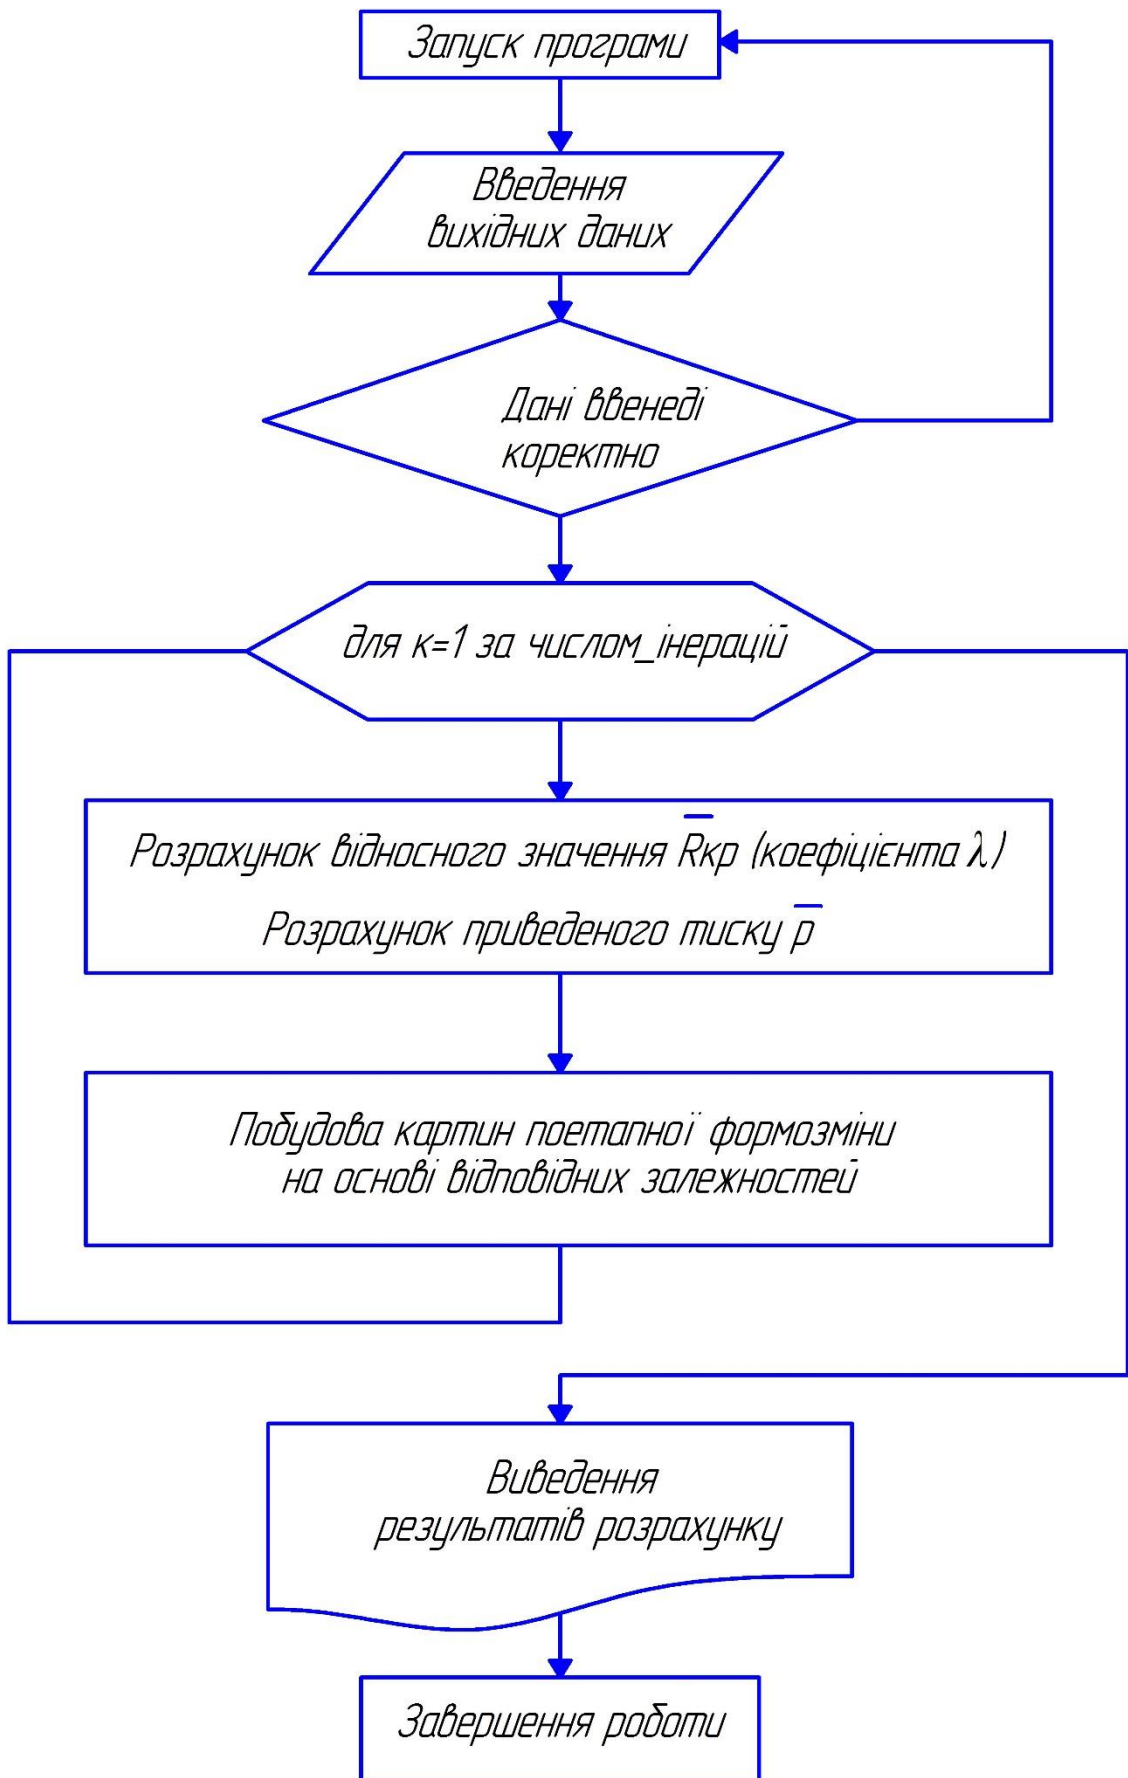 Запуск програми
Введення
вихідних даних
Дані ввенеді
коректно
для к=1 за числом_інерацій
Розрахунок відносного значення R̅кр (коефіцієнта λ)
Розрахунок приведеного тиску p̅
Побудова картин поетапної формозміни
на основі відповідних залежностей
Виведення
результатів розрахунку
Завершення роботи